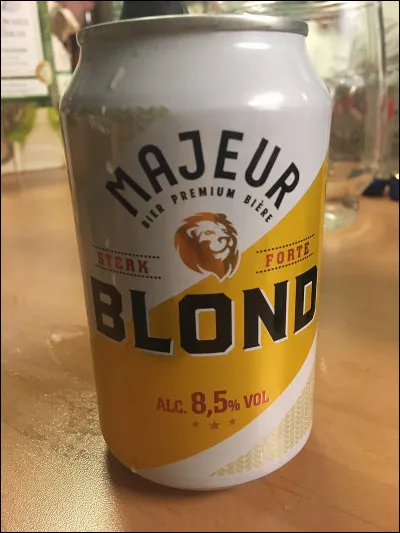 MAJEUR
BIER PREMIUM BIÈRE
STERK FORTE
BLOND
ALC. 8,5% VOL